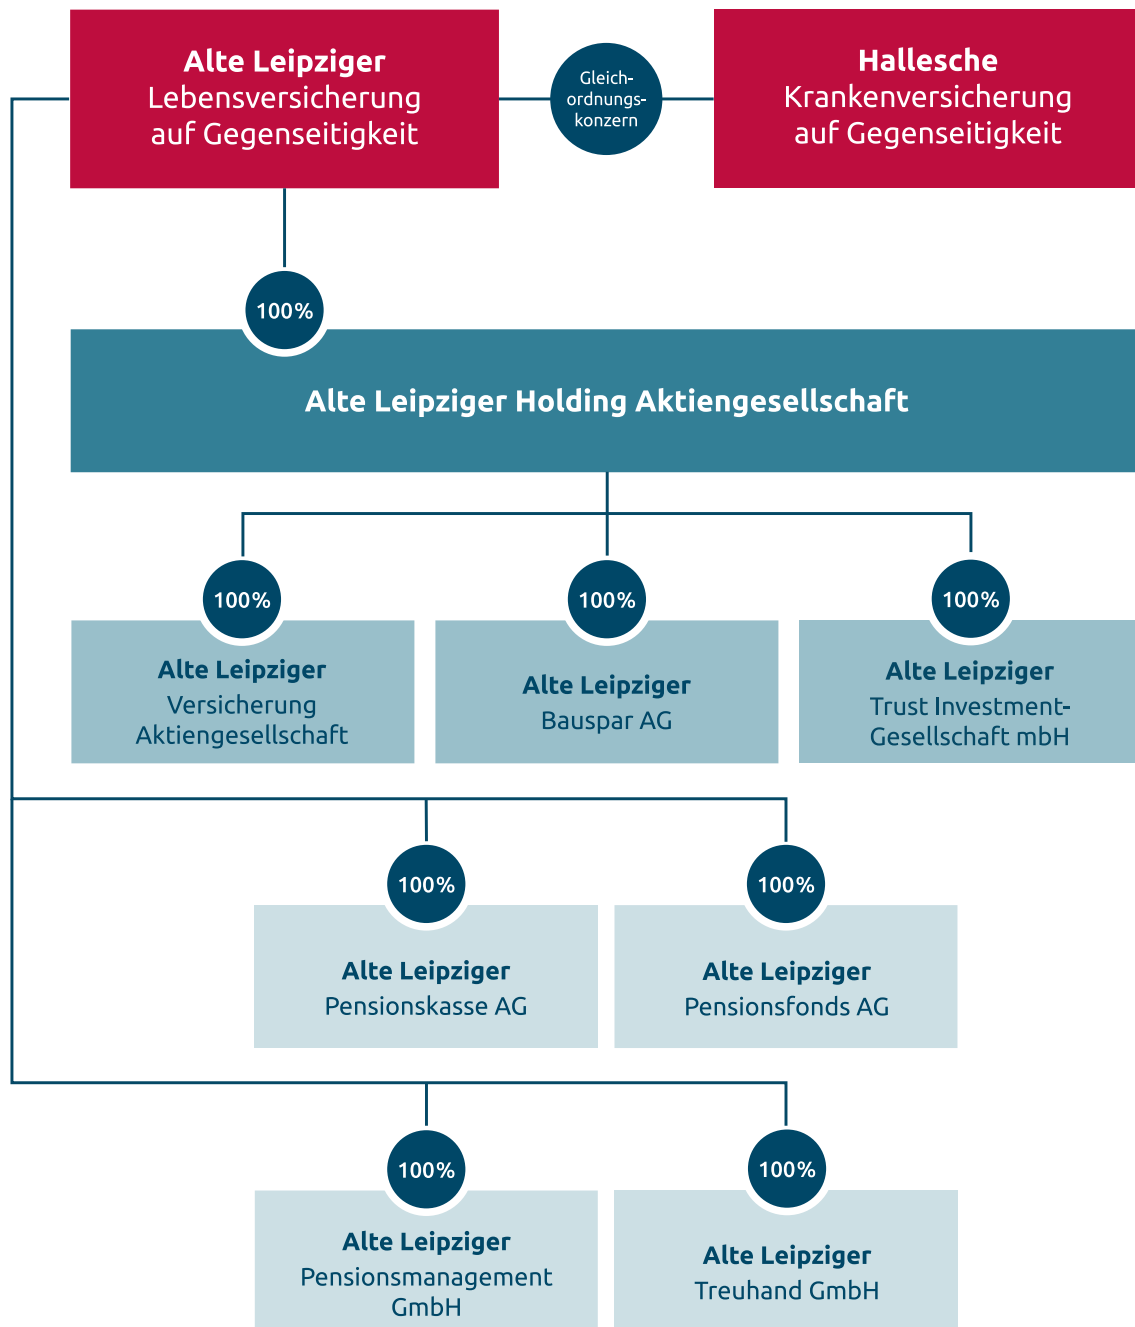 Alte Leipziger
Lebensversicherung
auf Gegenseitigkeit
Gleich-
ordnungs-
konzern
Hallesche
Krankenversicherung
auf Gegenseitigkeit
100%
Alte Leipziger Holding Aktiengesellschaft
100%
100%
100%
Alte Leipziger
Versicherung
Aktiengesellschaft
Alte Leipziger
Bauspar AG
Alte Leipziger
Trust Investment-
Gesellschaft mbH
100%
100%
Alte Leipziger
Pensionskasse AG
Alte Leipziger
Pensionsfonds AG
100%
100%
Alte Leipziger
Pensionsmanagement
GmbH
Alte Leipziger
Treuhand GmbH